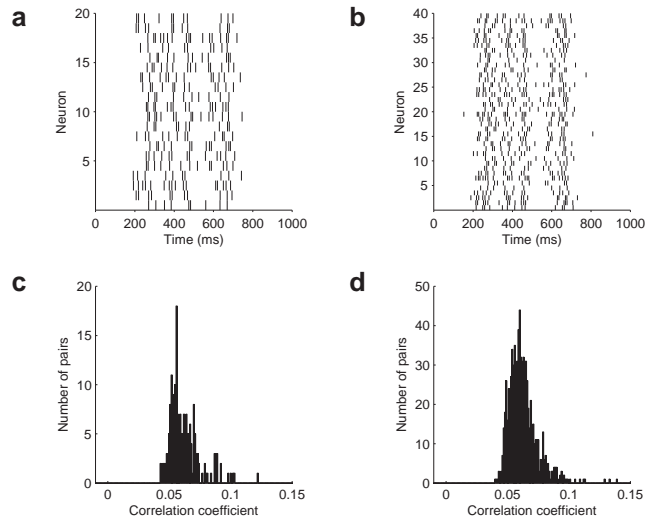 a
20
15
10
5
Neuron
0 200 400 600 800 1000
Time (ms)
b
40
35
30
25
20
15
10
5
Neuron
0 200 400 600 800 1000
Time (ms)
c
20
15
10
5
0
Number of pairs
0 0.05 0.1 0.15
Correlation coefficient
d
50
40
30
20
10
0
Number of pairs
0 0.05 0.1 0.15
Correlation coefficient